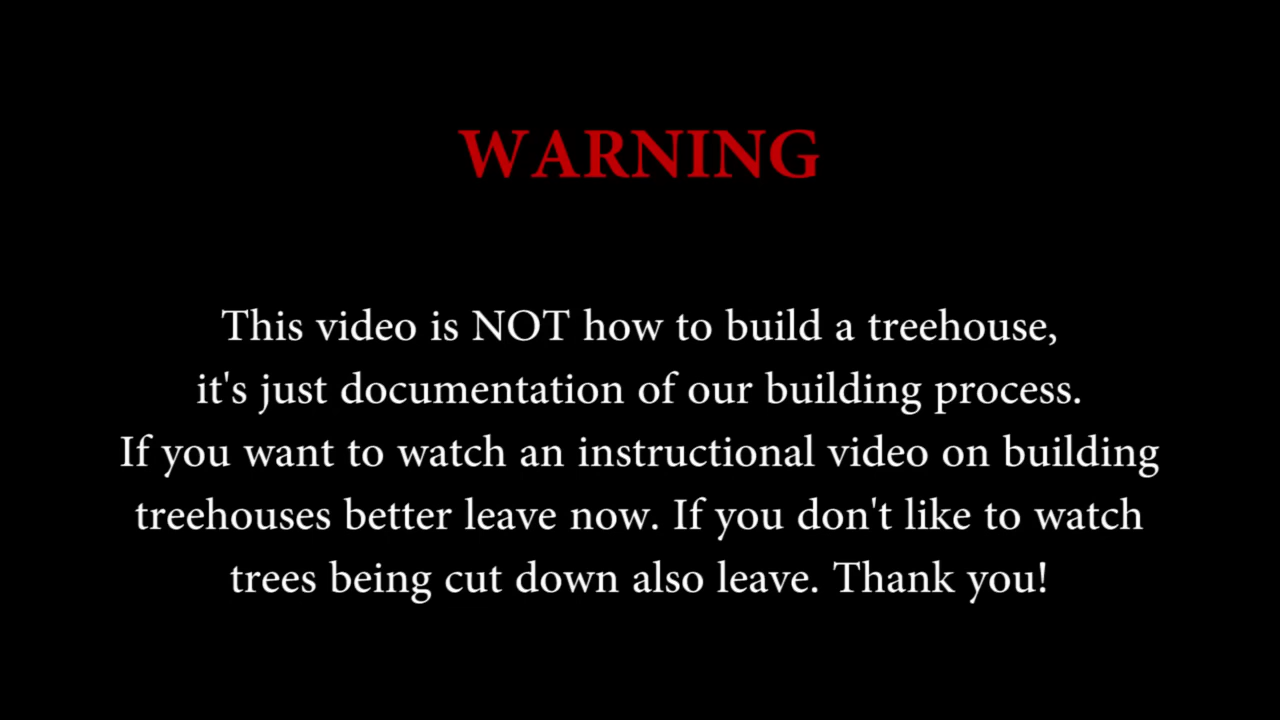 WARNING
This video is NOT how to build a treehouse,
it's just documentation of our building process.
If you want to watch an instructional video on building
treehouses better leave now. If you don't like to watch
trees being cut down also leave. Thank you!